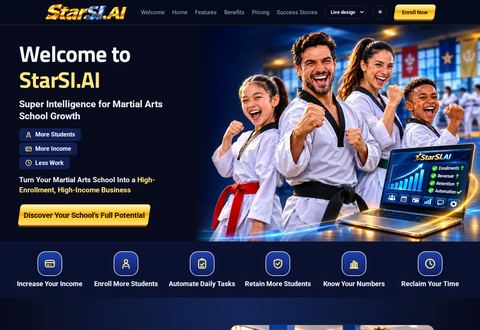 StarSI.AI
Welcome
Home
Features
Benefits
Pricing
Success Stories
Live design
Enroll Now
Welcome to
StarSI.AI
Super Intelligence for Martial Arts
School Growth
More Students
More Income
Less Work
Turn Your Martial Arts School Into a High-
Enrollment, High-Income Business
Discover Your School's Full Potential
StarSI.AI
Enrollments
Revenue
Retention
Automation
Increase Your Income
Enroll More Students
Automate Daily Tasks
Retain More Students
Know Your Numbers
Reclaim Your Time